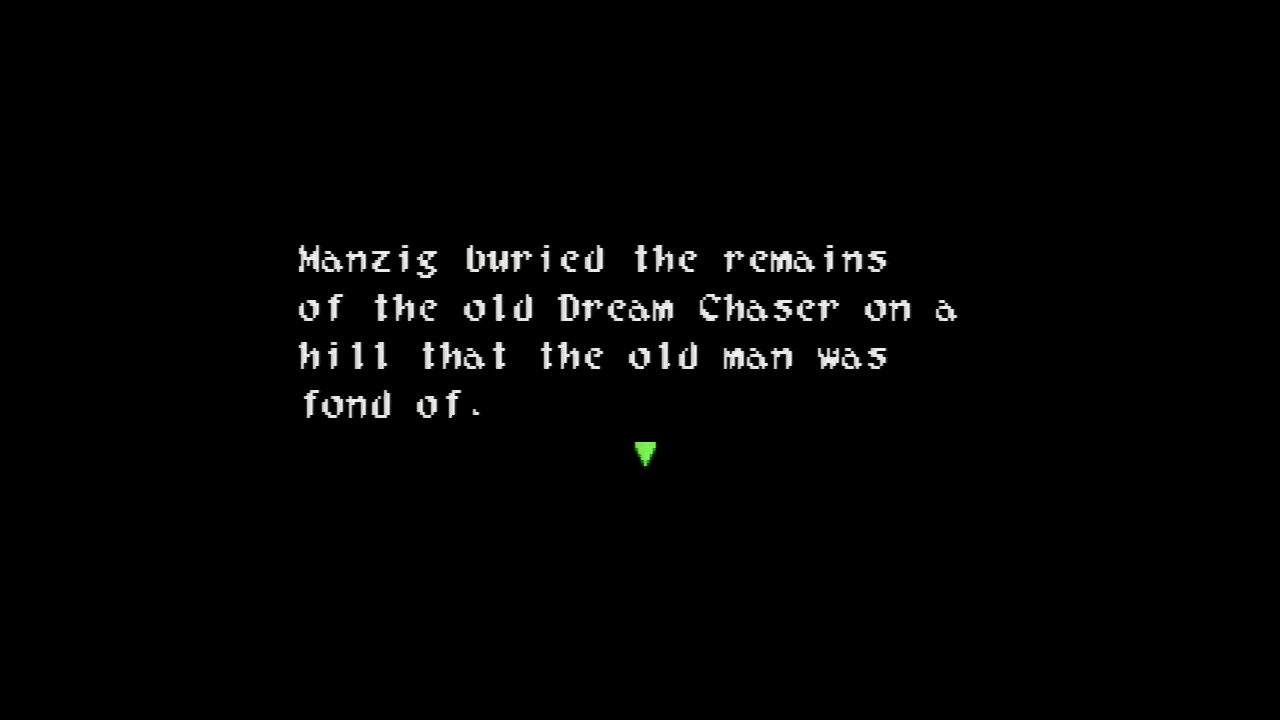 Manzig buried the remains
of the old Dream Chaser on a
hill that the old man was
fond of.